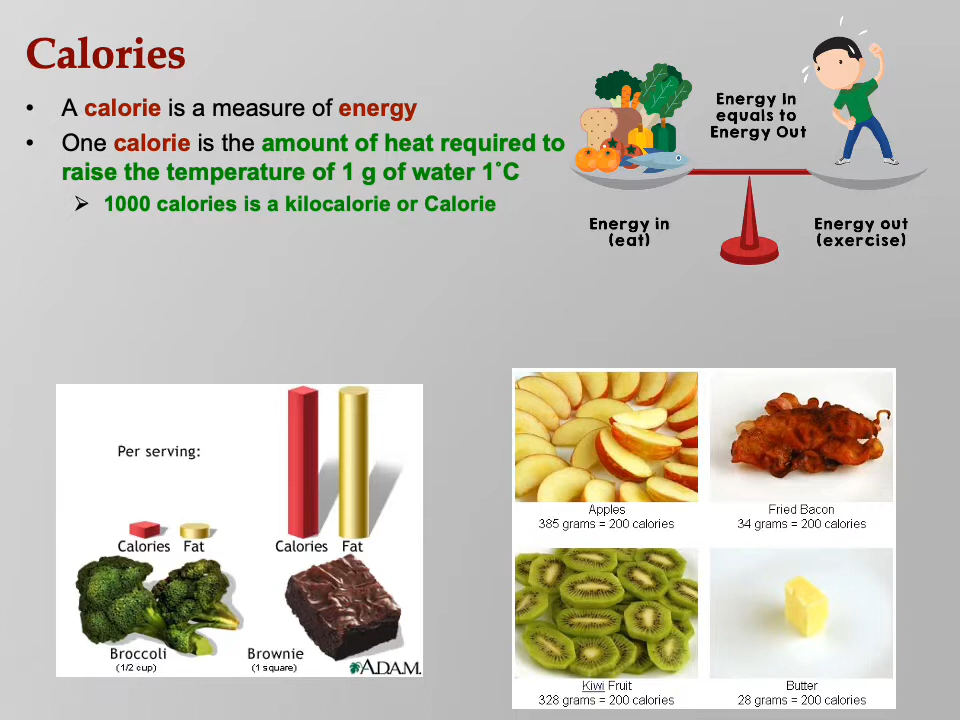 Calories
• A calorie is a measure of energy
• One calorie is the amount of heat required to
raise the temperature of 1 g of water 1˚C
➢ 1000 calories is a kilocalorie or Calorie
Energy in
equals to
Energy Out
Energy in
(eat)
Energy out
(exercise)
Per serving:
Calories Fat
Calories Fat
Broccoli
(1/2 cup)
Brownie
(1 square)
A.D.A.M.
Apples
385 grams = 200 calories
Fried Bacon
34 grams = 200 calories
Kiwi Fruit
328 grams = 200 calories
Butter
28 grams = 200 calories